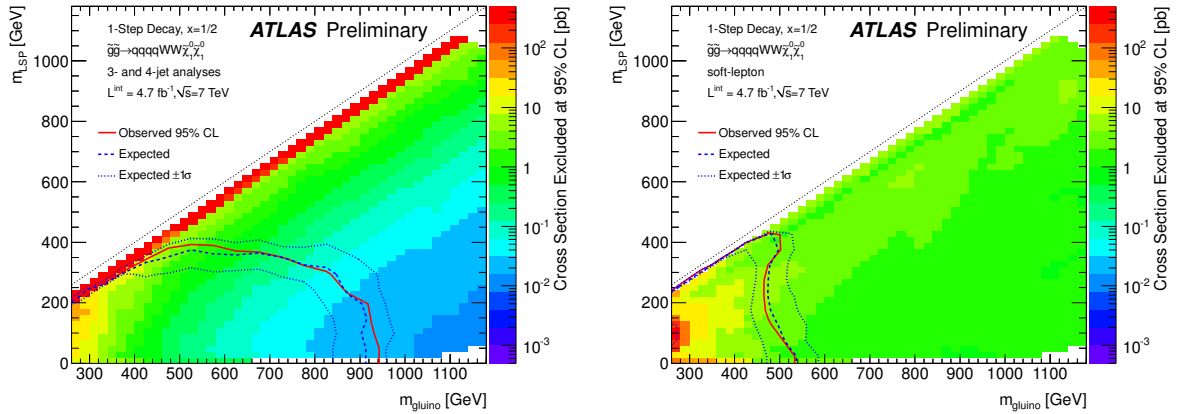 ATLAS Preliminary
1-Step Decay, x=1/2
g̃g̃→qqqqWWχ̃⁰₁χ̃⁰₁
3- and 4-jet analyses
L^int = 4.7 fb⁻¹,√s=7 TeV
Observed 95% CL
Expected
Expected ±1σ
m_LSP [GeV]
1000
800
600
400
200
0
300 400 500 600 700 800 900 1000 1100
m_gluino [GeV]
10²
10
1
10⁻¹
10⁻²
10⁻³
Cross Section Excluded at 95% CL [pb]
ATLAS Preliminary
1-Step Decay, x=1/2
g̃g̃→qqqqWWχ̃⁰₁χ̃⁰₁
soft-lepton
L^int = 4.7 fb⁻¹,√s=7 TeV
Observed 95% CL
Expected
Expected ±1σ
m_LSP [GeV]
1000
800
600
400
200
0
300 400 500 600 700 800 900 1000 1100
m_gluino [GeV]
10²
10
1
10⁻¹
10⁻²
10⁻³
Cross Section Excluded at 95% CL [pb]